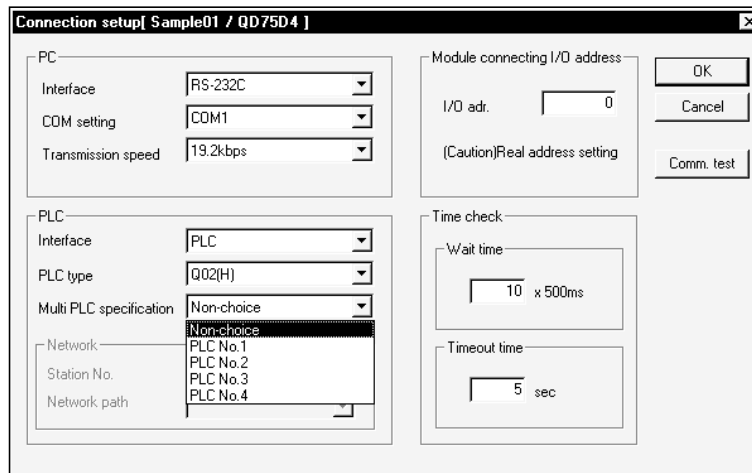 Connection setup[ Sample01 / QD75D4 ]
PC
Interface
RS-232C
COM setting
COM1
Transmission speed
19.2kbps
Module connecting I/O address
I/O adr.
0
(Caution)Real address setting
OK
Cancel
Comm. test
PLC
Interface
PLC
PLC type
Q02(H)
Multi PLC specification
Non-choice
Non-choice
PLC No.1
PLC No.2
PLC No.3
PLC No.4
Network
Station No.
Network path
Time check
Wait time
10 x 500ms
Timeout time
5 sec